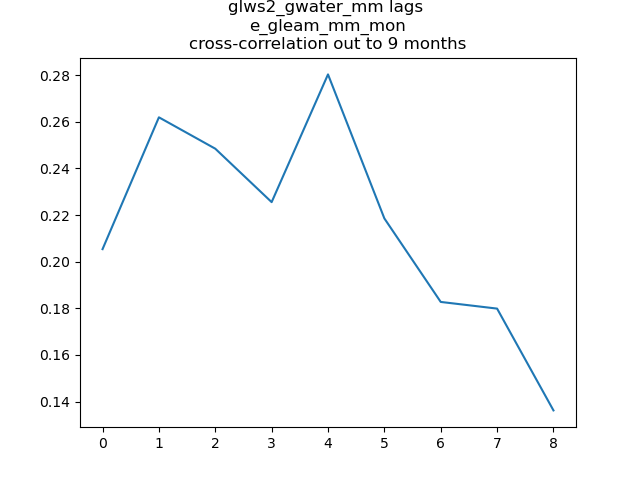 glws2_gwater_mm lags
e_gleam_mm_mon
cross-correlation out to 9 months
0.28
0.26
0.24
0.22
0.20
0.18
0.16
0.14
0 1 2 3 4 5 6 7 8